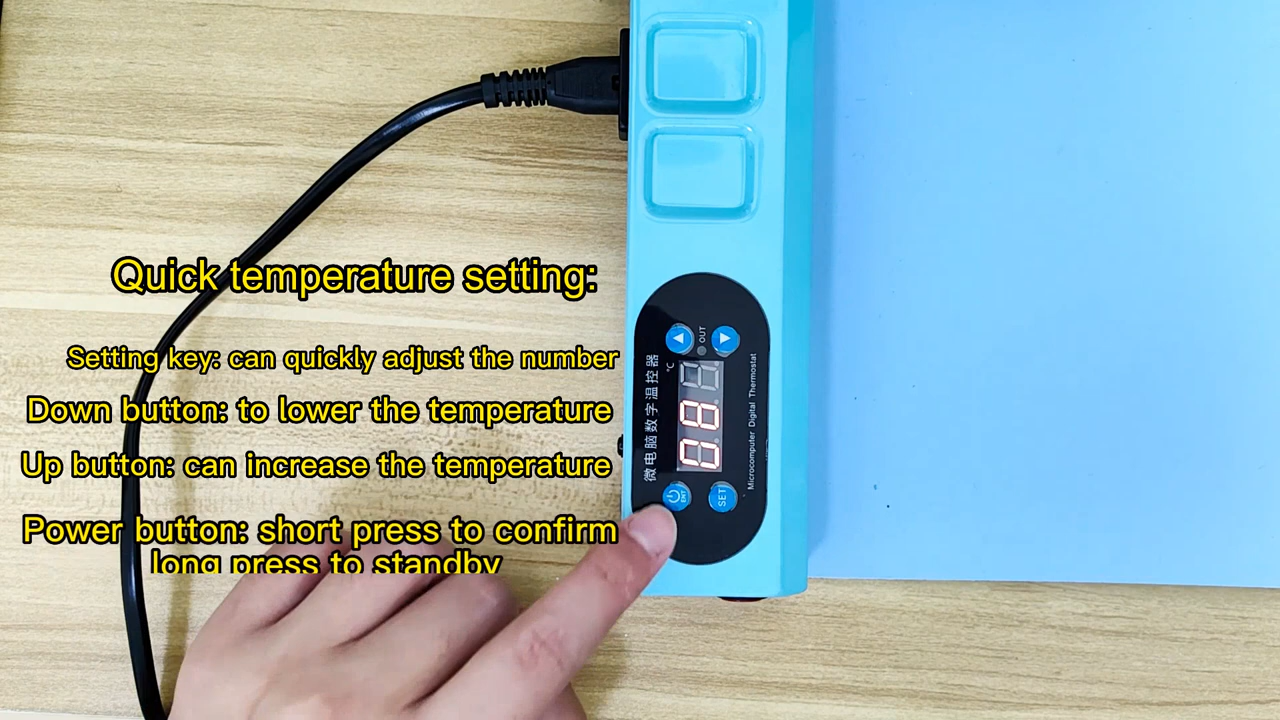 Quick temperature setting:
Setting key: can quickly adjust the number
Down button: to lower the temperature
Up button: can increase the temperature
Power button: short press to confirm
long press to standby
OUT
°C
微电脑数字温控器
88
Microcomputer Digital Thermostat
ENT
SET